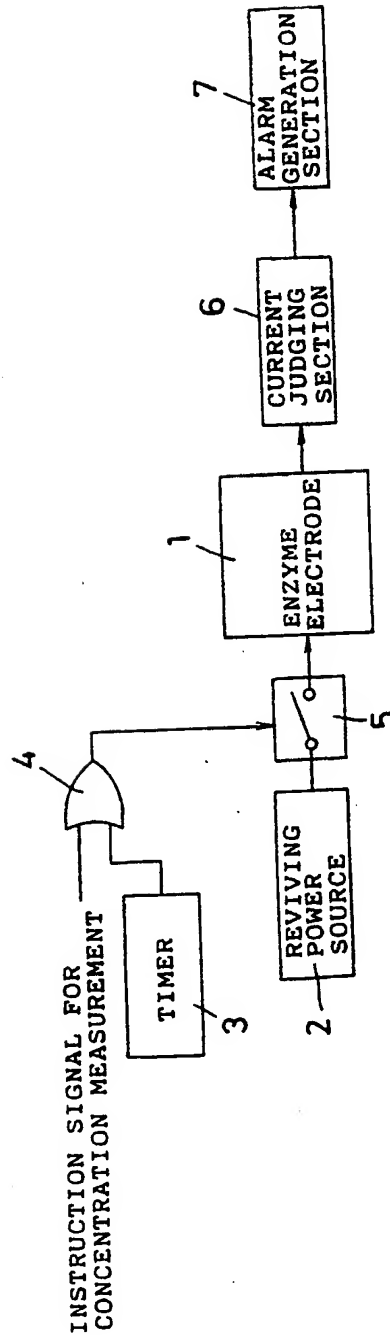 INSTRUCTION SIGNAL FOR
CONCENTRATION MEASUREMENT
4
TIMER
3
REVIVING
POWER
SOURCE
2
5
1
ENZYME
ELECTRODE
6
CURRENT
JUDGING
SECTION
7
ALARM
GENERATION
SECTION